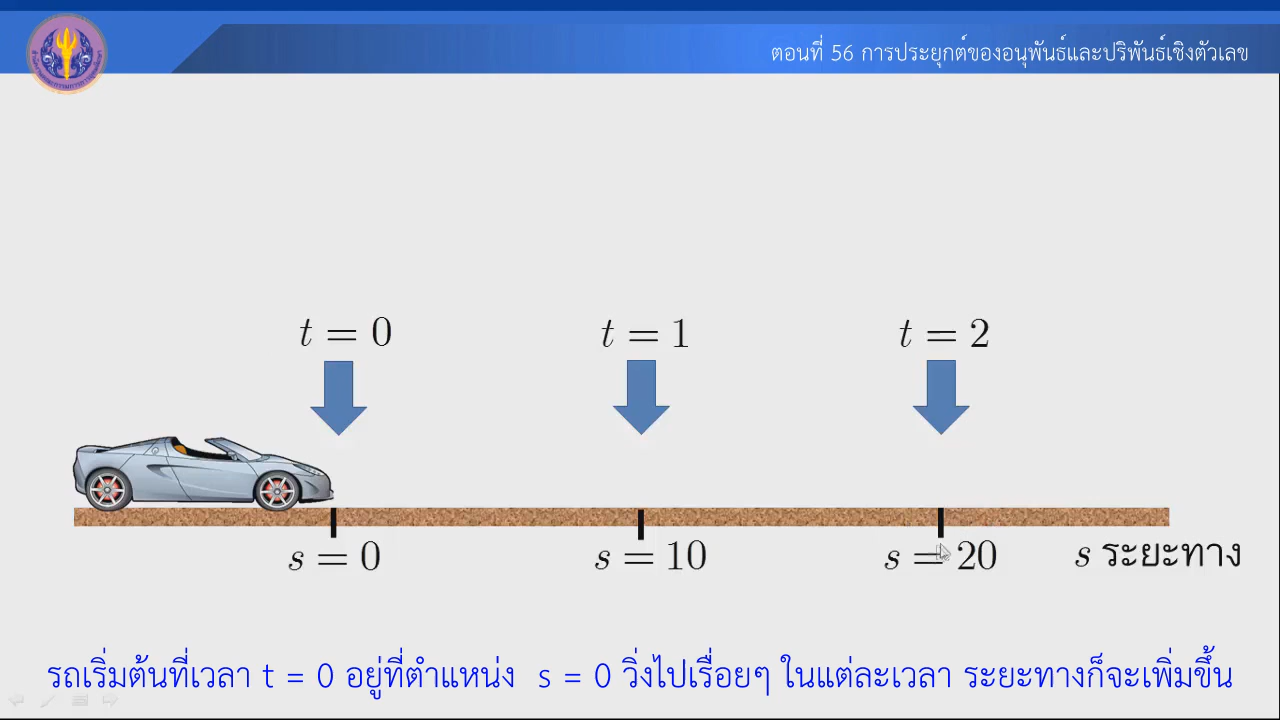 ตอนที่ 56 การประยุกต์ของอนุพันธ์และปริพันธ์เชิงตัวเลข
t = 0 t = 1 t = 2
s = 0 s = 10 s = 20 s ระยะทาง
รถเริ่มต้นที่เวลา t = 0 อยู่ที่ตำแหน่ง s = 0 วิ่งไปเรื่อยๆ ในแต่ละเวลา ระยะทางก็จะเพิ่มขึ้น